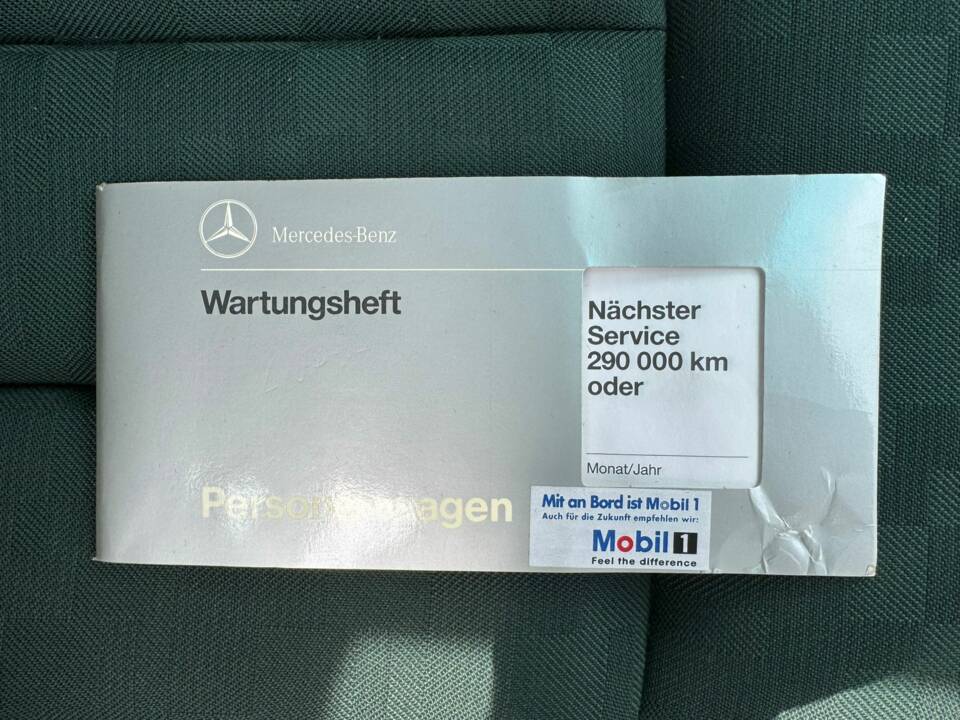 Mercedes-Benz
Wartungsheft
Nächster
Service
290 000 km
oder
Monat/Jahr
Personenwagen
Mit an Bord ist Mobil 1
Auch für die Zukunft empfehlen wir:
Mobil 1
Feel the difference